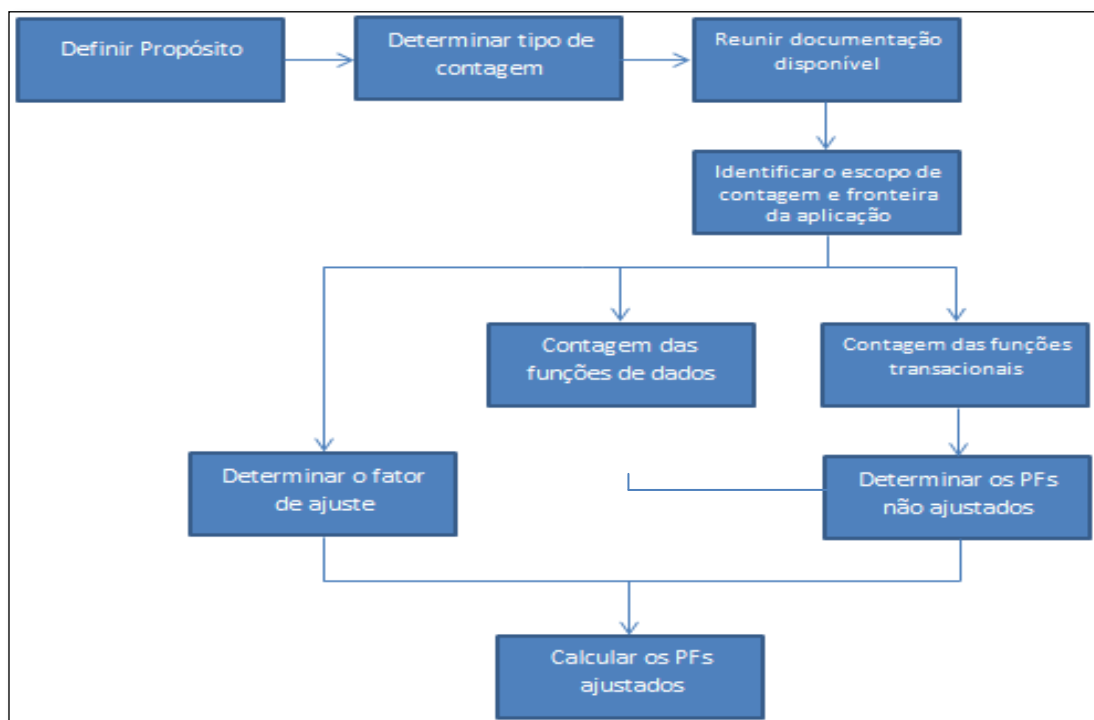 Definir Propósito
Determinar tipo de
contagem
Reunir documentação
disponível
Identificaro escopo de
contagem e fronteira
da aplicação
Contagem das
funções de dados
Contagem das funções
transacionais
Determinar o fator
de ajuste
Determinar os PFs
não ajustados
Calcular os PFs
ajustados